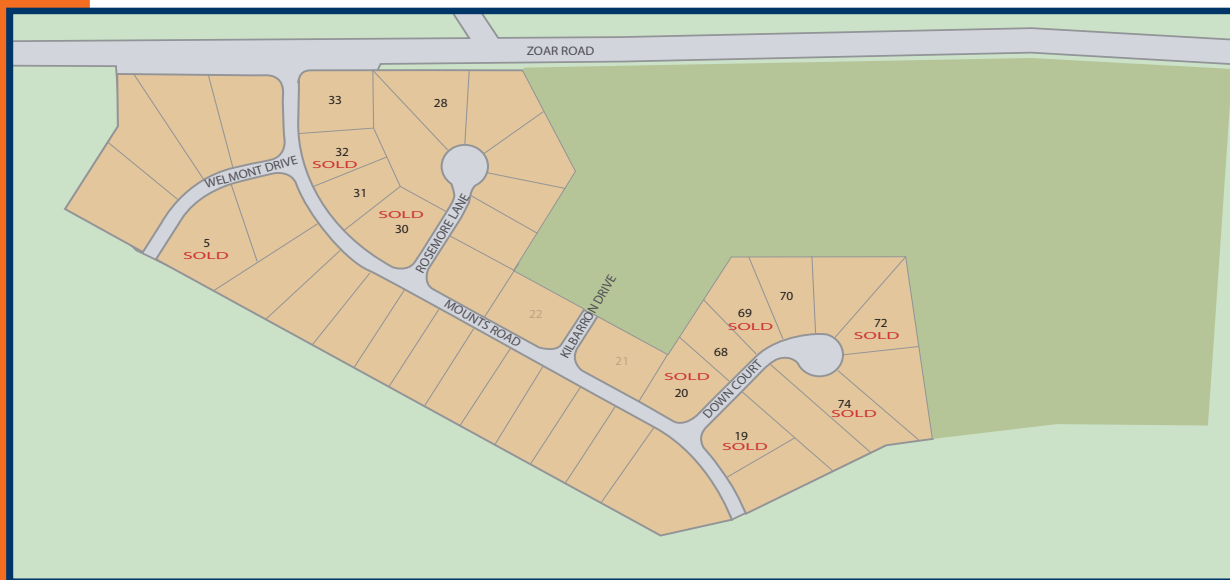 ZOAR ROAD
33
28
32
SOLD
WELMONT DRIVE
31
SOLD
30
ROSEMORE LANE
5
SOLD
MOUNTS ROAD
22
KILBARRON DRIVE
21
70
69
SOLD
72
SOLD
68
SOLD
20
DOWN COURT
74
SOLD
19
SOLD